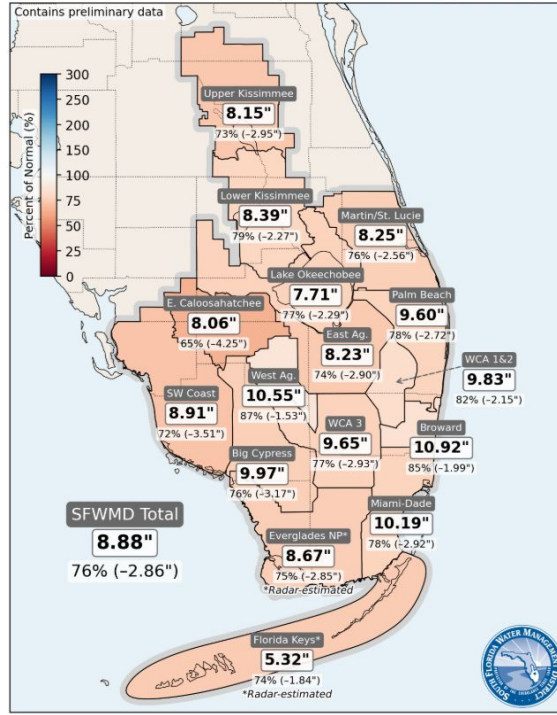 Contains preliminary data
300
250
200
150
100
75
50
25
0
Percent of Normal (%)
Upper Kissimmee
8.15"
73% (–2.95")
Lower Kissimmee
8.39"
79% (–2.27")
Martin/St. Lucie
8.25"
76% (–2.56")
Lake Okeechobee
7.71"
77% (–2.29")
E. Caloosahatchee
8.06"
65% (–4.25")
Palm Beach
9.60"
78% (–2.72")
East Ag.
8.23"
74% (–2.90")
WCA 1&2
9.83"
82% (–2.15")
West Ag.
10.55"
87% (–1.53")
SW Coast
8.91"
72% (–3.51")
WCA 3
9.65"
77% (–2.93")
Broward
10.92"
85% (–1.99")
Big Cypress
9.97"
76% (–3.17")
Miami-Dade
10.19"
78% (–2.92")
SFWMD Total
8.88"
76% (–2.86")
Everglades NP*
8.67"
75% (–2.85")
*Radar-estimated
Florida Keys*
5.32"
74% (–1.84")
*Radar-estimated
SOUTH FLORIDA WATER MANAGEMENT DISTRICT